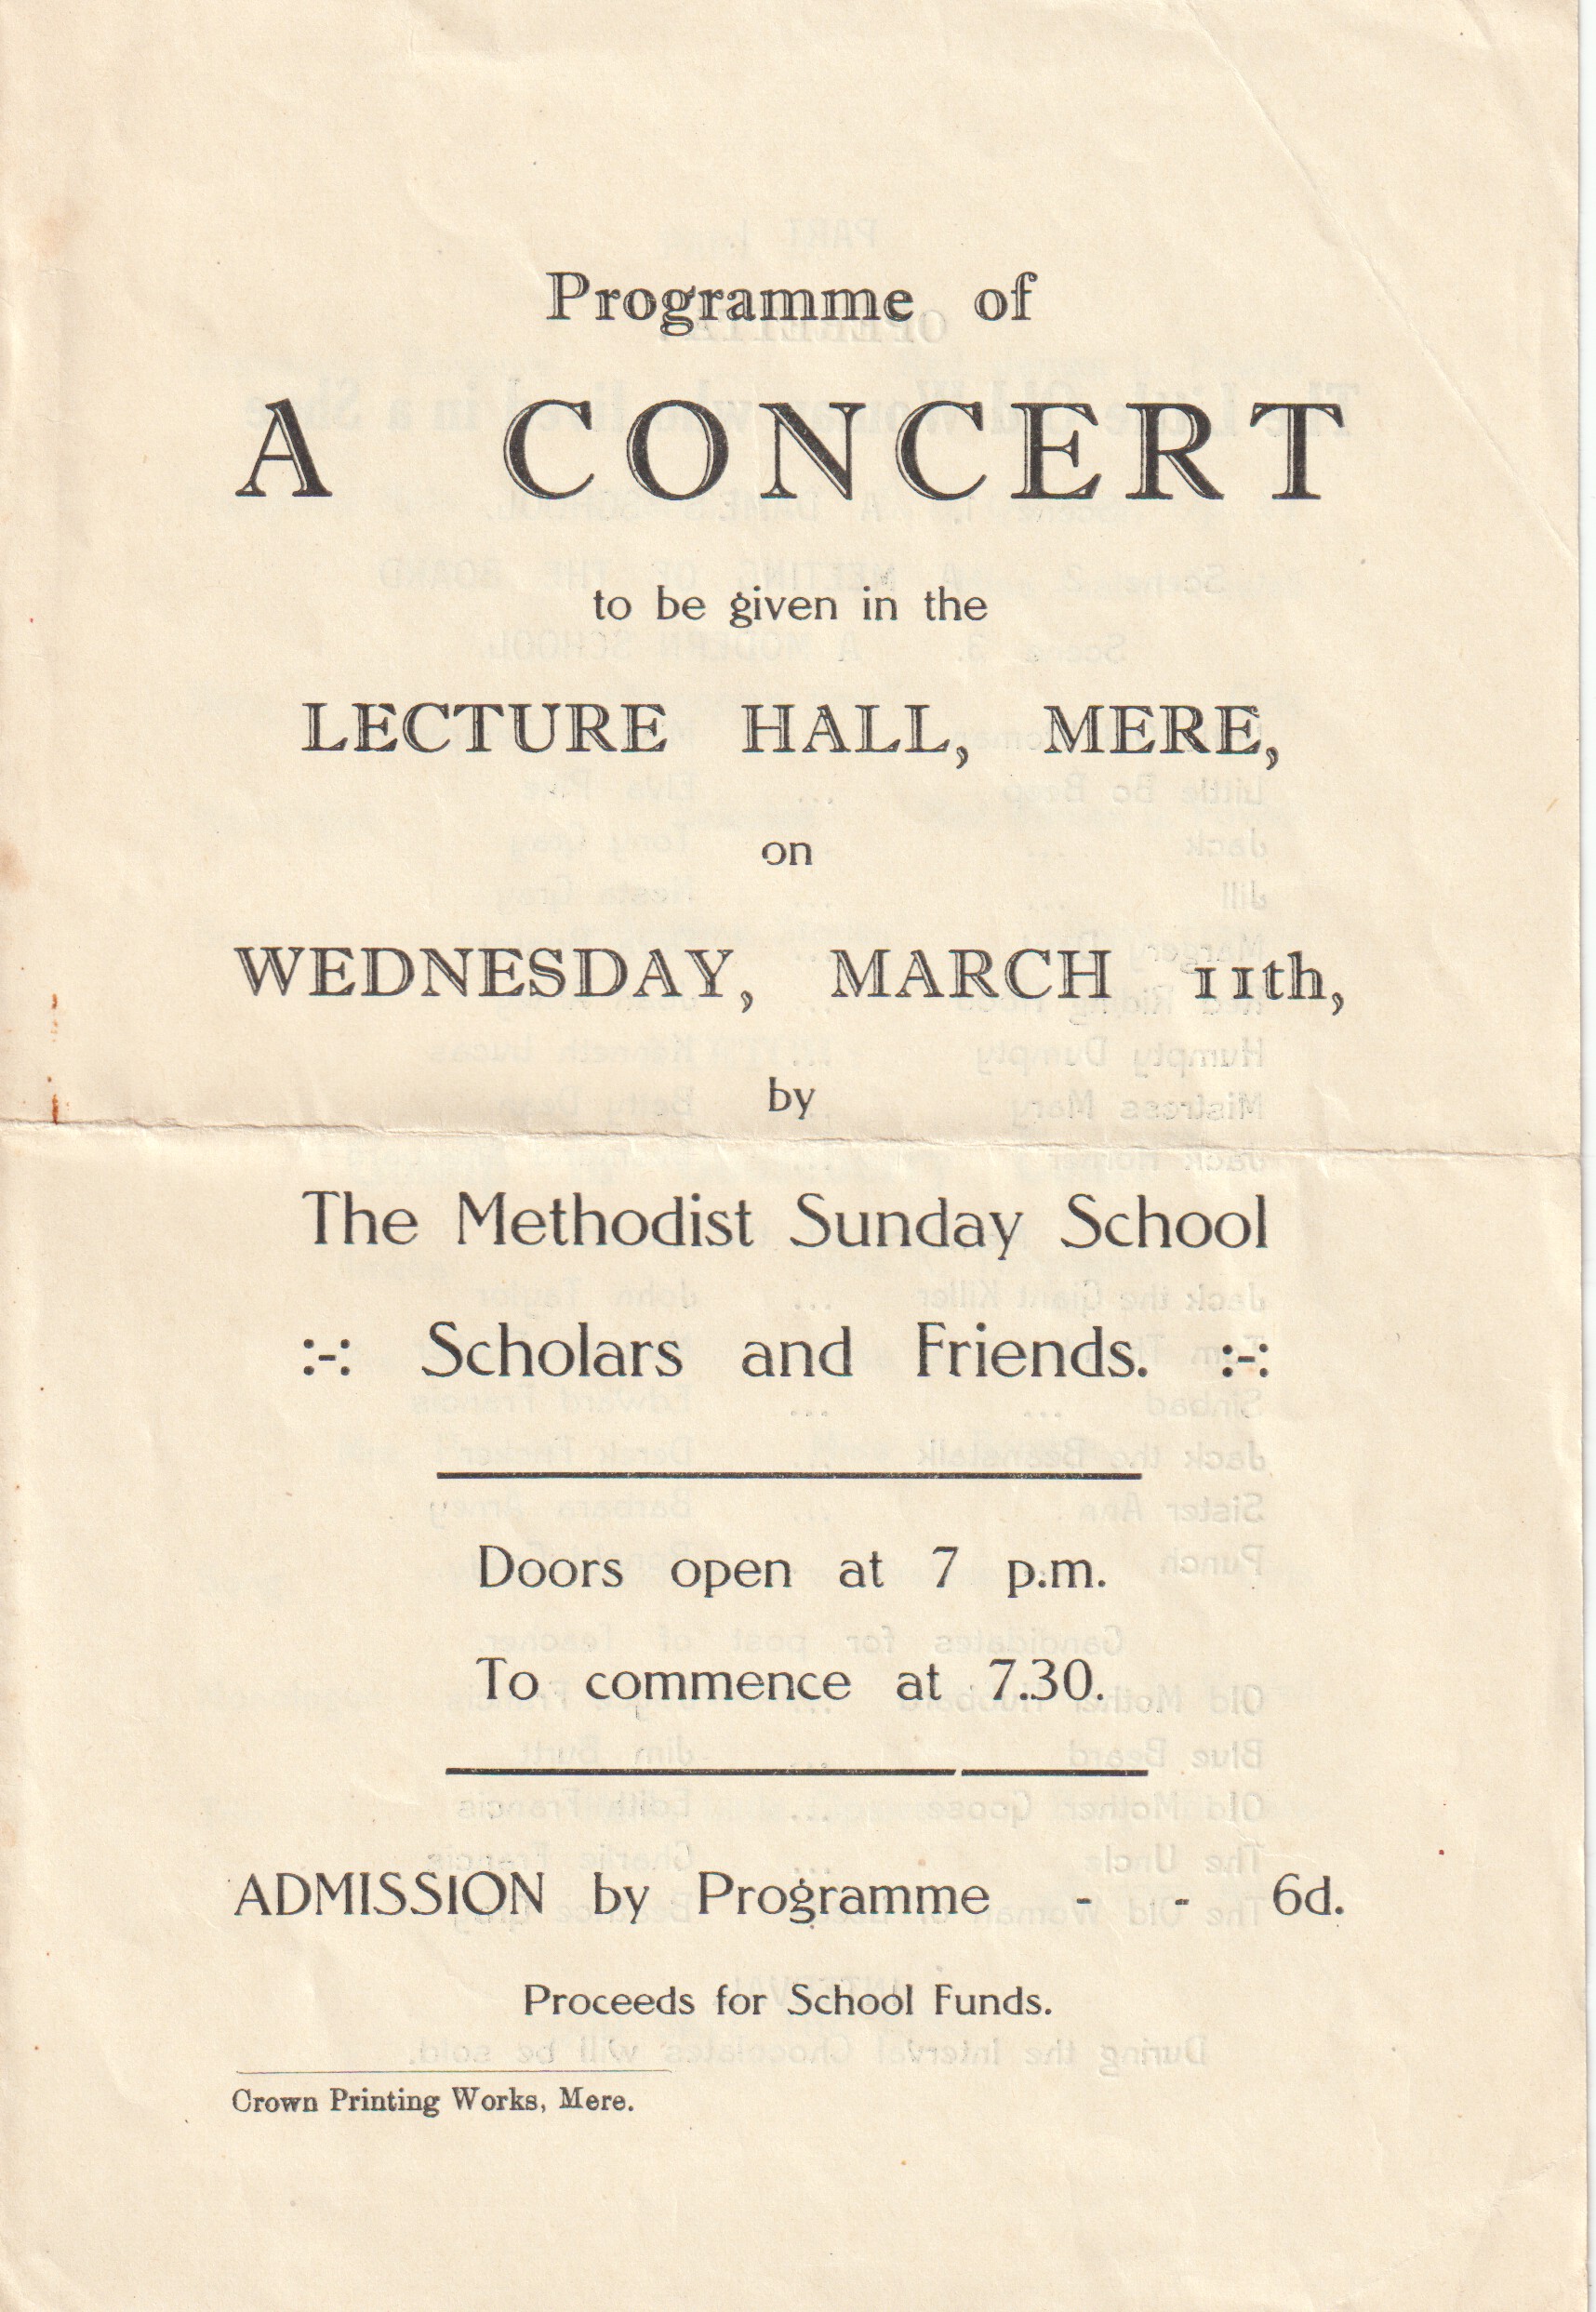 Programme of
A CONCERT
to be given in the
LECTURE HALL, MERE,
on
WEDNESDAY, MARCH 11th,
by
The Methodist Sunday School
:-: Scholars and Friends. :-:
Doors open at 7 p.m.
To commence at 7.30.
ADMISSION by Programme - - 6d.
Proceeds for School Funds.
Crown Printing Works, Mere.